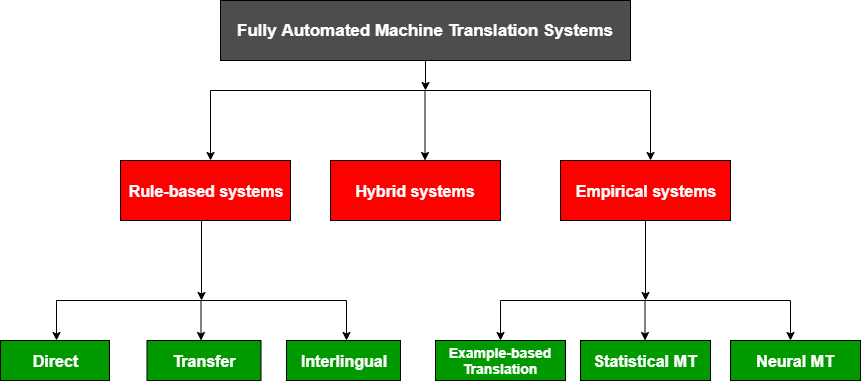 Fully Automated Machine Translation Systems
Rule-based systems
Hybrid systems
Empirical systems
Direct
Transfer
Interlingual
Example-based
Translation
Statistical MT
Neural MT